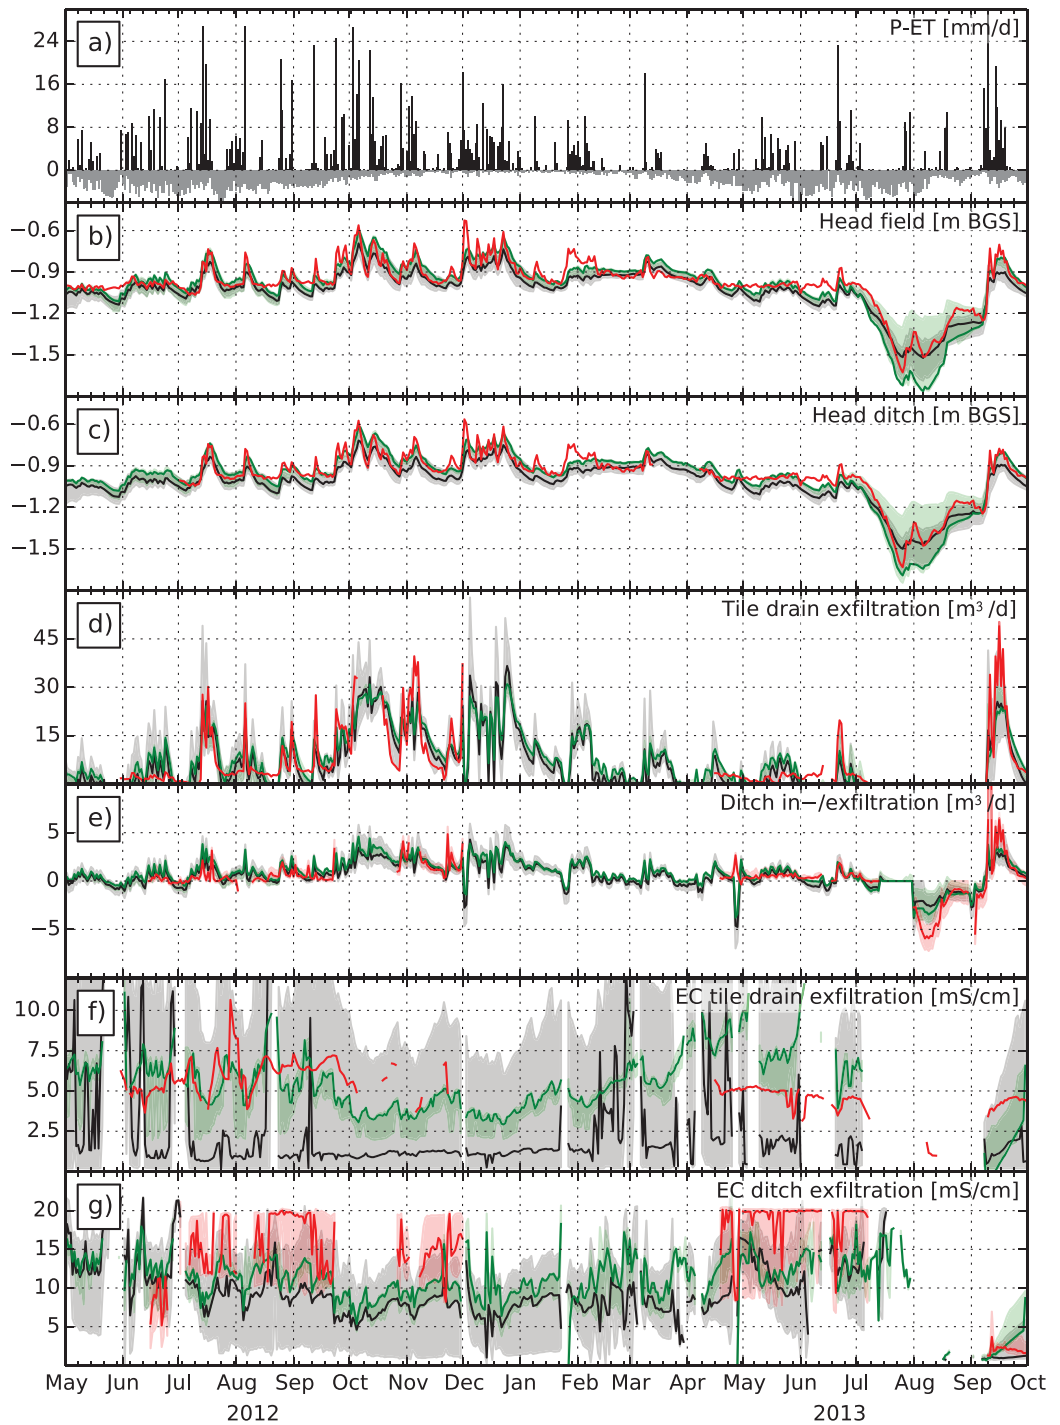 a)
P-ET [mm/d]
24
16
8
0
b)
Head field [m BGS]
−0.6
−0.9
−1.2
−1.5
c)
Head ditch [m BGS]
−0.6
−0.9
−1.2
−1.5
d)
Tile drain exfiltration [m³/d]
45
30
15
e)
Ditch in−/exfiltration [m³/d]
5
0
−5
f)
EC tile drain exfiltration [mS/cm]
10.0
7.5
5.0
2.5
g)
EC ditch exfiltration [mS/cm]
20
15
10
5
May Jun Jul Aug Sep Oct Nov Dec Jan Feb Mar Apr May Jun Jul Aug Sep Oct
2012 2013